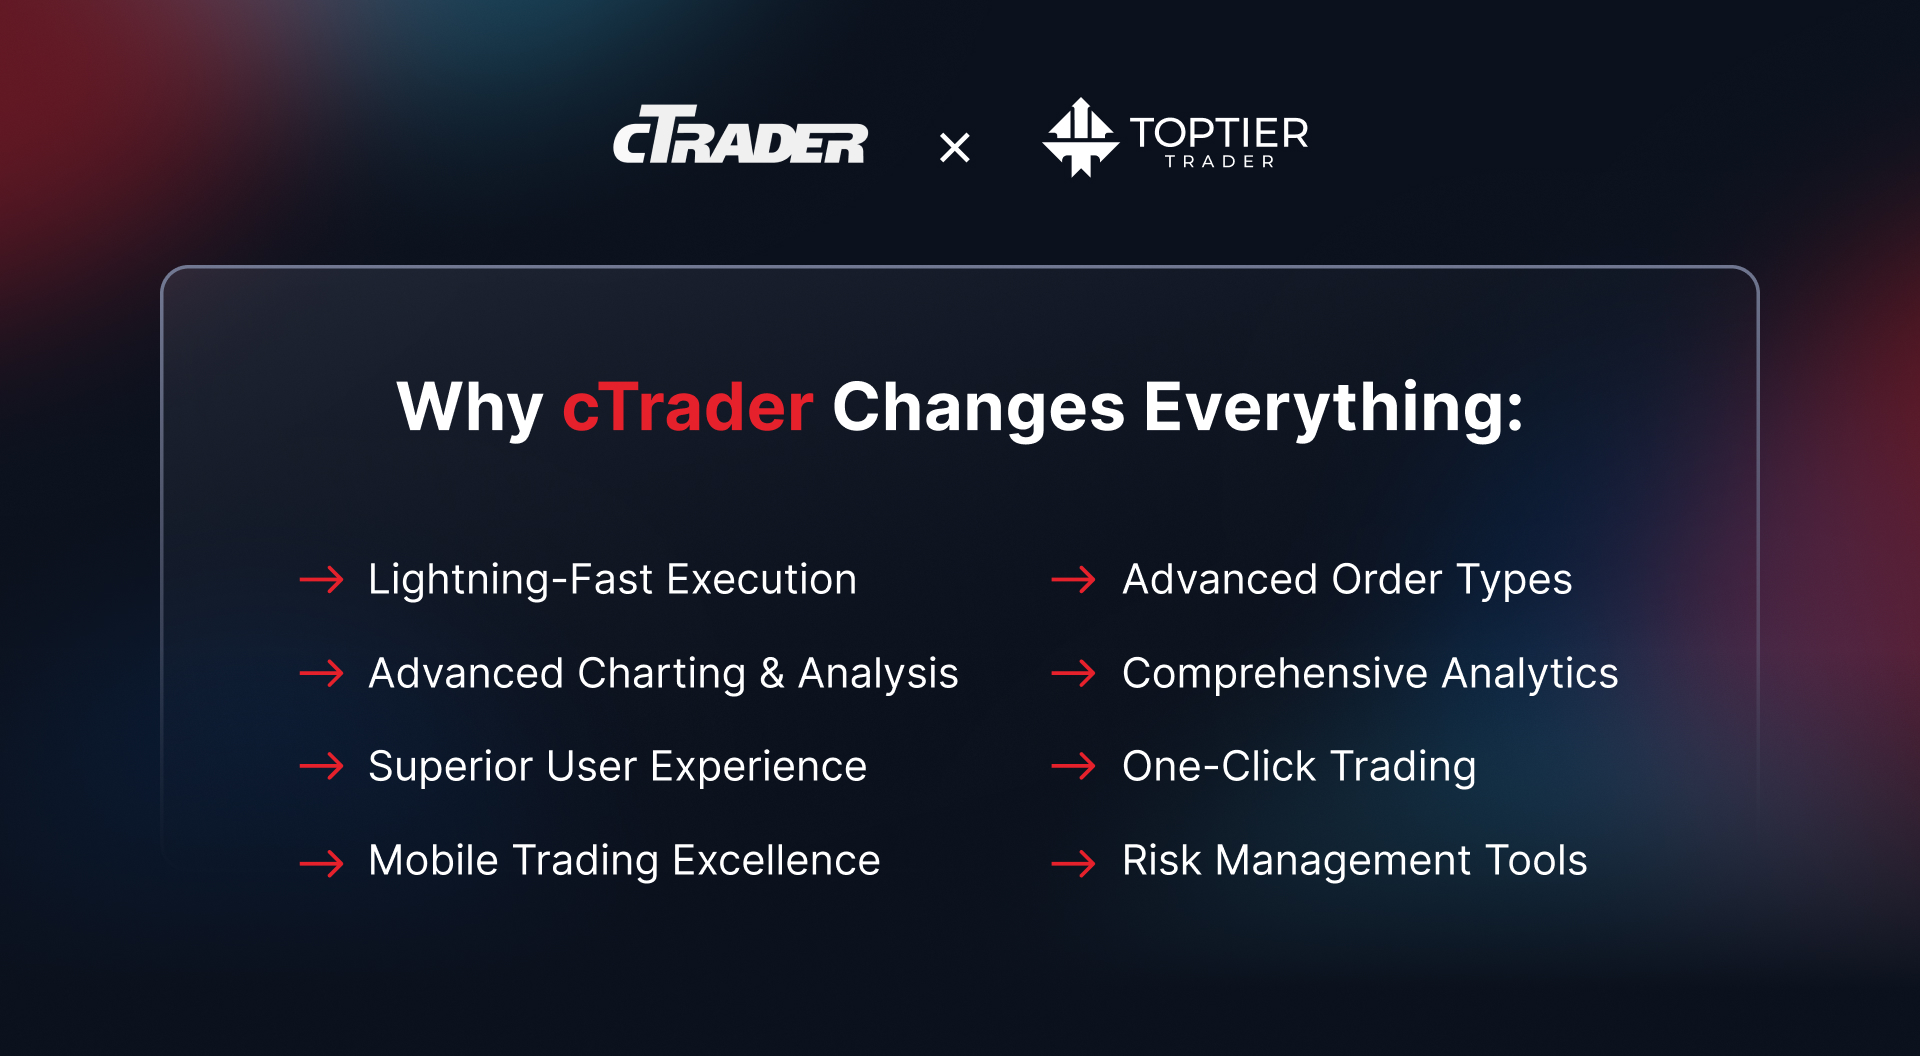 cTRADER × TOPTIER
TRADER
Why cTrader Changes Everything:
→ Lightning-Fast Execution
→ Advanced Charting & Analysis
→ Superior User Experience
→ Mobile Trading Excellence
→ Advanced Order Types
→ Comprehensive Analytics
→ One-Click Trading
→ Risk Management Tools